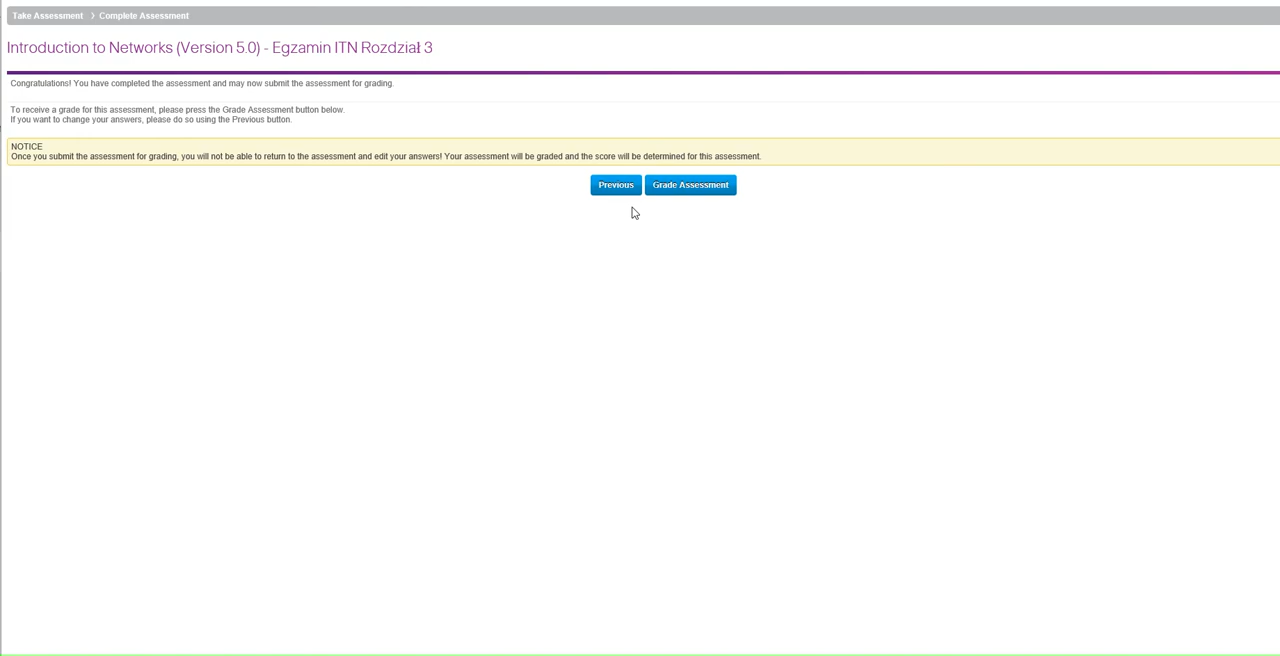 Take Assessment > Complete Assessment
Introduction to Networks (Version 5.0) - Egzamin ITN Rozdział 3
Congratulations! You have completed the assessment and may now submit the assessment for grading.
To receive a grade for this assessment, please press the Grade Assessment button below.
If you want to change your answers, please do so using the Previous button.
NOTICE
Once you submit the assessment for grading, you will not be able to return to the assessment and edit your answers! Your assessment will be graded and the score will be determined for this assessment.
Previous Grade Assessment